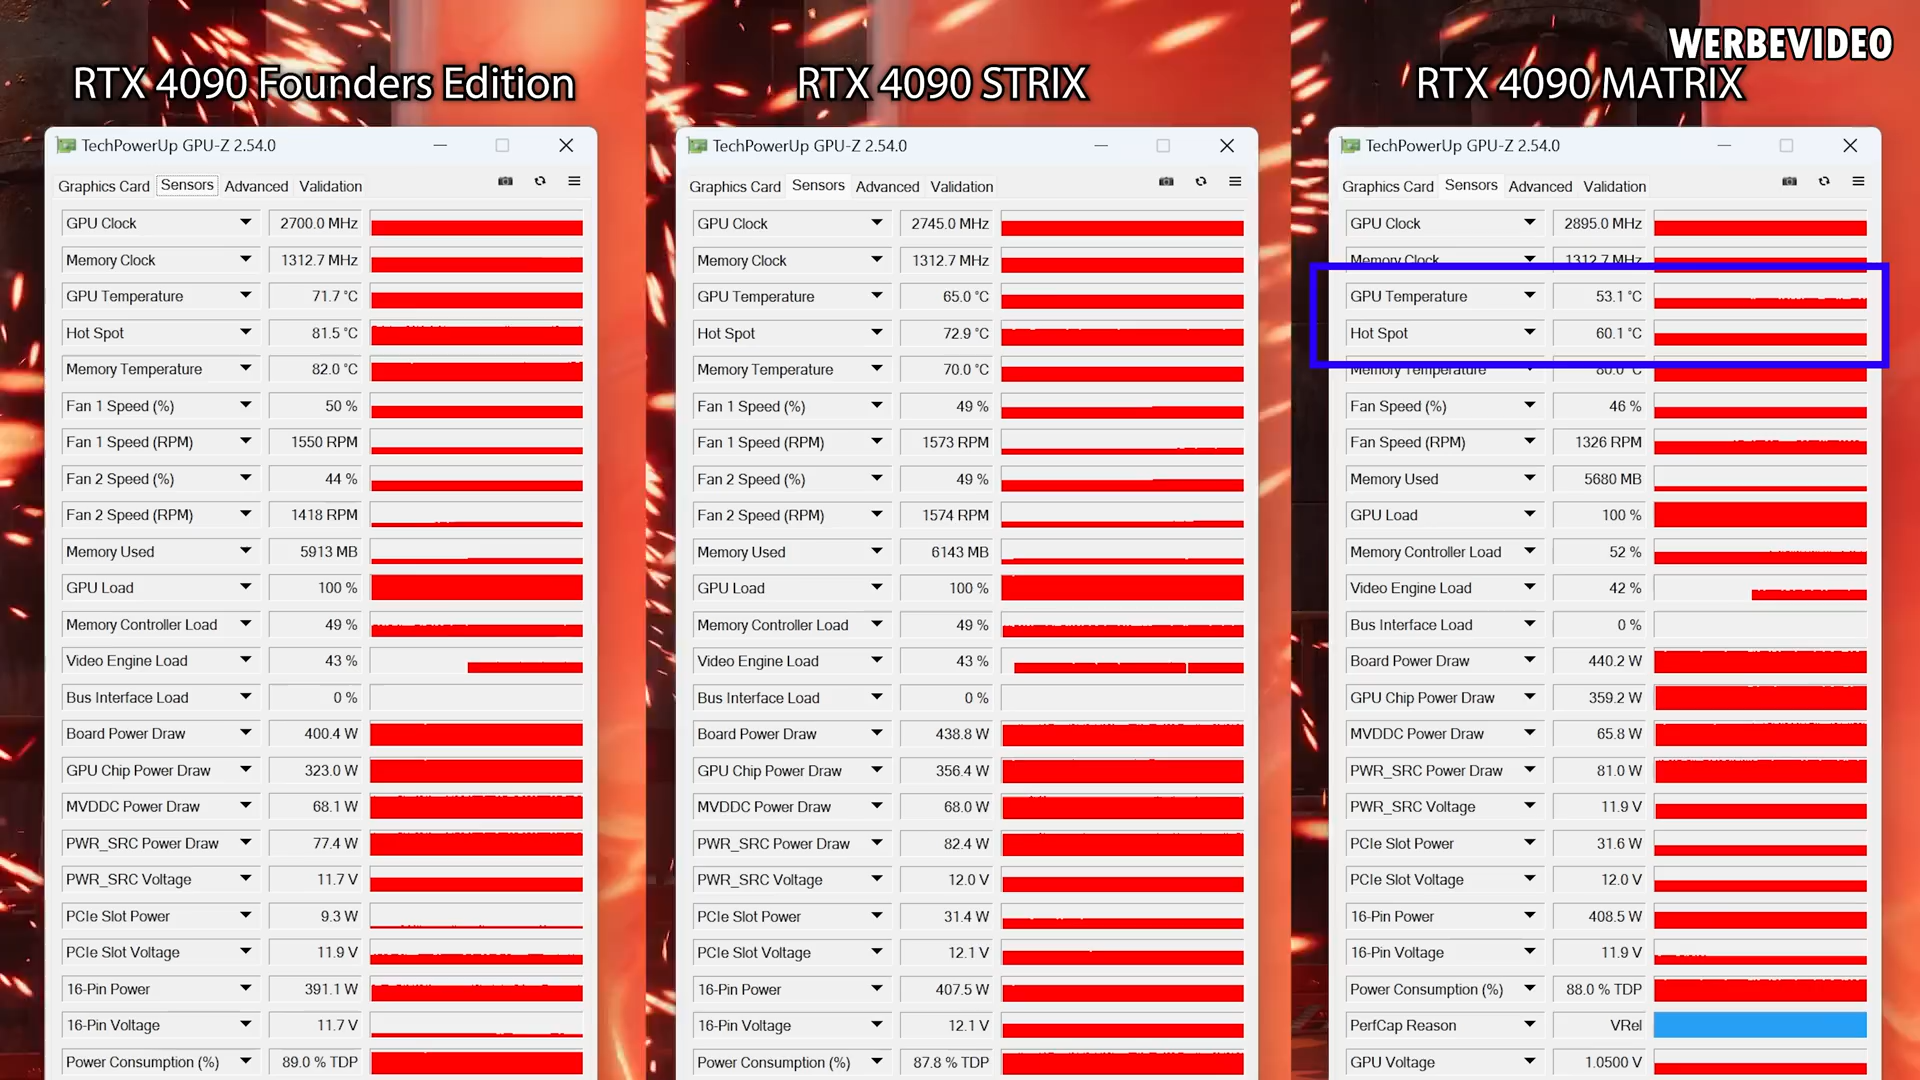 WERBEVIDEO
RTX 4090 Founders Edition
TechPowerUp GPU-Z 2.54.0
Graphics Card Sensors Advanced Validation
GPU Clock 2700.0 MHz
Memory Clock 1312.7 MHz
GPU Temperature 71.7 °C
Hot Spot 81.5 °C
Memory Temperature 82.0 °C
Fan 1 Speed (%) 50 %
Fan 1 Speed (RPM) 1550 RPM
Fan 2 Speed (%) 44 %
Fan 2 Speed (RPM) 1418 RPM
Memory Used 5913 MB
GPU Load 100 %
Memory Controller Load 49 %
Video Engine Load 43 %
Bus Interface Load 0 %
Board Power Draw 400.4 W
GPU Chip Power Draw 323.0 W
MVDDC Power Draw 68.1 W
PWR_SRC Power Draw 77.4 W
PWR_SRC Voltage 11.7 V
PCIe Slot Power 9.3 W
PCIe Slot Voltage 11.9 V
16-Pin Power 391.1 W
16-Pin Voltage 11.7 V
Power Consumption (%) 89.0 % TDP
RTX 4090 STRIX
TechPowerUp GPU-Z 2.54.0
Graphics Card Sensors Advanced Validation
GPU Clock 2745.0 MHz
Memory Clock 1312.7 MHz
GPU Temperature 65.0 °C
Hot Spot 72.9 °C
Memory Temperature 70.0 °C
Fan 1 Speed (%) 49 %
Fan 1 Speed (RPM) 1573 RPM
Fan 2 Speed (%) 49 %
Fan 2 Speed (RPM) 1574 RPM
Memory Used 6143 MB
GPU Load 100 %
Memory Controller Load 49 %
Video Engine Load 43 %
Bus Interface Load 0 %
Board Power Draw 438.8 W
GPU Chip Power Draw 356.4 W
MVDDC Power Draw 68.0 W
PWR_SRC Power Draw 82.4 W
PWR_SRC Voltage 12.0 V
PCIe Slot Power 31.4 W
PCIe Slot Voltage 12.1 V
16-Pin Power 407.5 W
16-Pin Voltage 12.1 V
Power Consumption (%) 87.8 % TDP
RTX 4090 MATRIX
TechPowerUp GPU-Z 2.54.0
Graphics Card Sensors Advanced Validation
GPU Clock 2895.0 MHz
Memory Clock 1312.7 MHz
GPU Temperature 53.1 °C
Hot Spot 60.1 °C
Memory Temperature 80.0 °C
Fan Speed (%) 46 %
Fan Speed (RPM) 1326 RPM
Memory Used 5680 MB
GPU Load 100 %
Memory Controller Load 52 %
Video Engine Load 42 %
Bus Interface Load 0 %
Board Power Draw 440.2 W
GPU Chip Power Draw 359.2 W
MVDDC Power Draw 65.8 W
PWR_SRC Power Draw 81.0 W
PWR_SRC Voltage 11.9 V
PCIe Slot Power 31.6 W
PCIe Slot Voltage 12.0 V
16-Pin Power 408.5 W
16-Pin Voltage 11.9 V
Power Consumption (%) 88.0 % TDP
PerfCap Reason VRel
GPU Voltage 1.0500 V